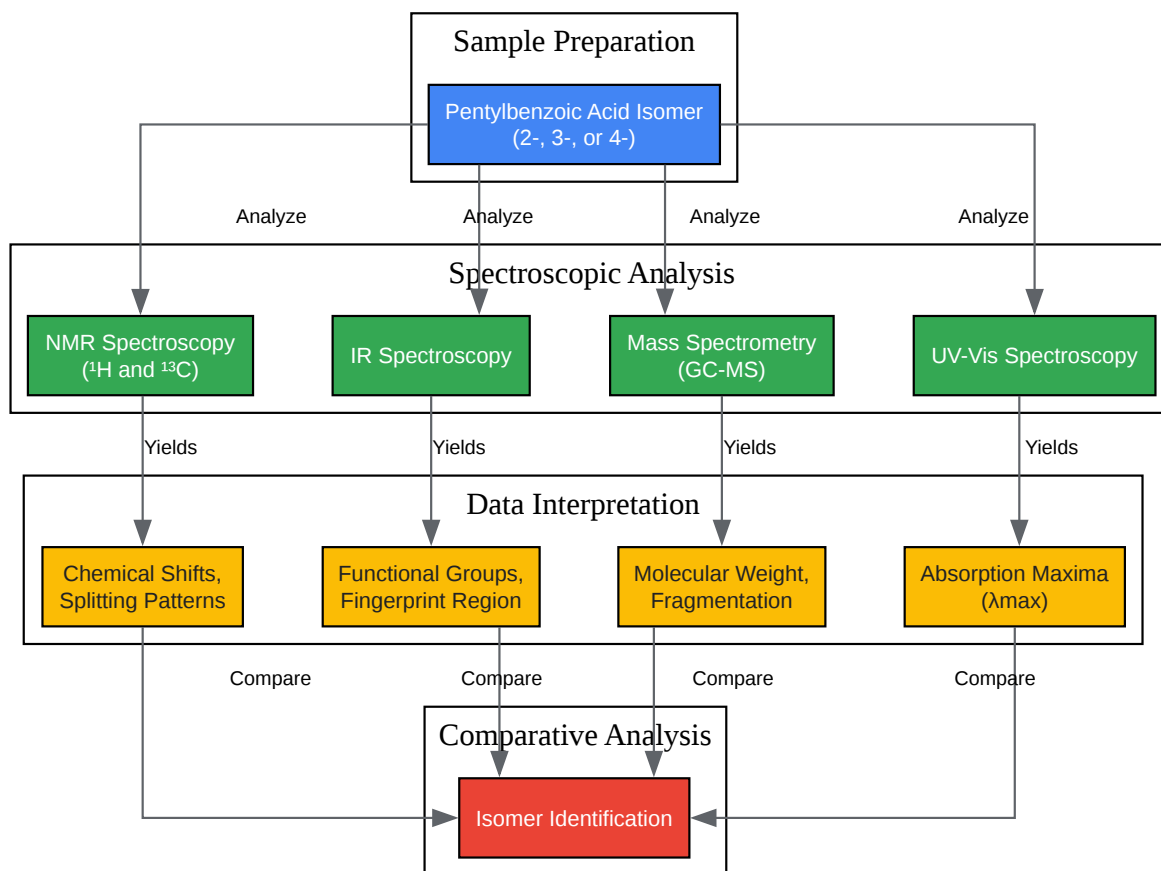 Sample Preparation
Pentylbenzoic Acid Isomer
(2-, 3-, or 4-)
Analyze
Analyze
Analyze
Analyze
Spectroscopic Analysis
NMR Spectroscopy
(¹H and ¹³C)
IR Spectroscopy
Mass Spectrometry
(GC-MS)
UV-Vis Spectroscopy
Yields
Yields
Yields
Yields
Data Interpretation
Chemical Shifts,
Splitting Patterns
Functional Groups,
Fingerprint Region
Molecular Weight,
Fragmentation
Absorption Maxima
(λmax)
Compare
Compare
Compare
Compare
Comparative Analysis
Isomer Identification